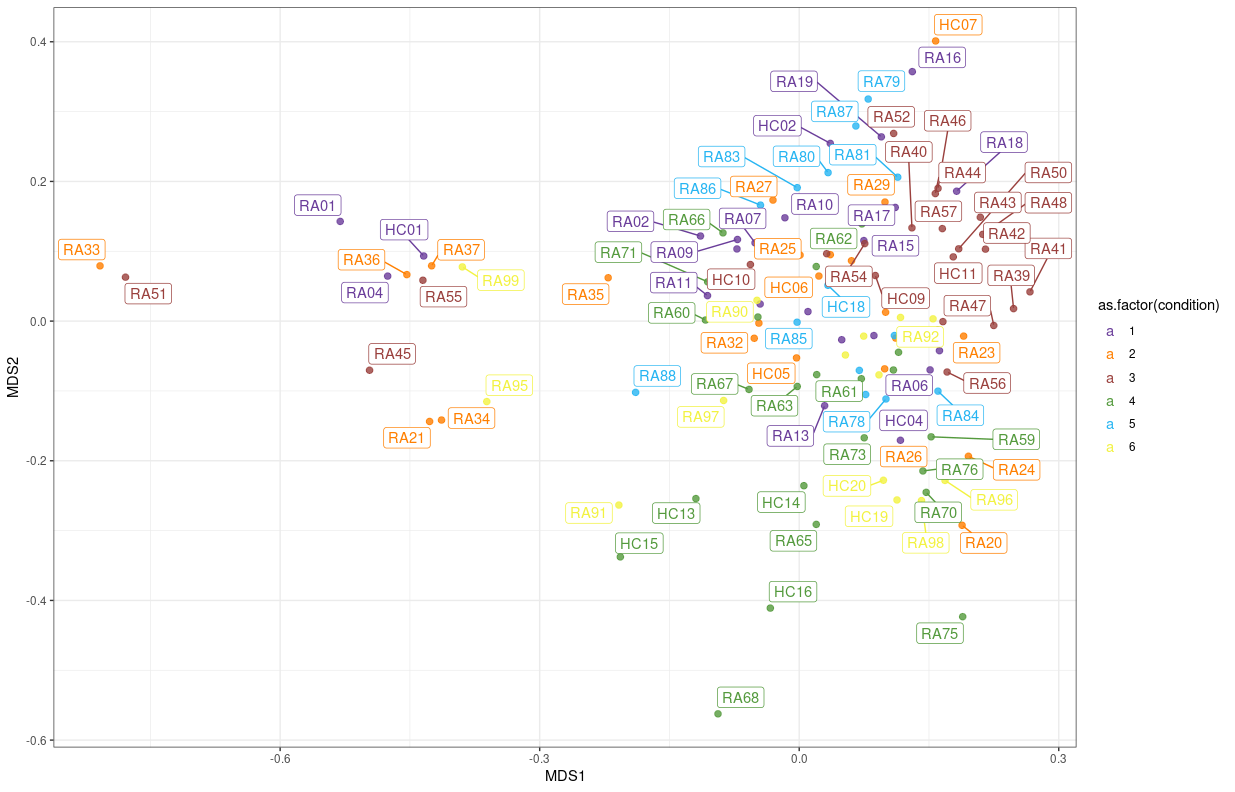 HC07
RA16
RA19
RA79
RA87
RA52
RA46
HC02
RA18
RA40
RA83
RA80
RA81
RA44
RA50
RA86
RA27
RA29
RA43
RA48
RA01
RA10
RA57
RA02
RA66
RA07
RA17
HC01
RA42
RA62
RA15
RA33
RA37
RA71
RA09
RA25
RA41
RA36
HC11
RA99
HC10
RA54
RA39
RA11
HC06
RA51
RA04
RA55
RA35
HC09
HC18
RA47
RA60
RA90
RA85
RA92
RA32
RA23
RA45
HC05
RA88
RA67
RA06
RA56
RA95
RA61
RA63
RA97
RA84
RA34
RA78
HC04
RA21
RA13
RA59
RA73
RA26
RA76
RA24
HC20
RA96
HC14
RA91
HC13
HC19
RA70
RA65
HC15
RA98
RA20
HC16
RA75
RA68
0.4
0.2
0.0
-0.2
-0.4
-0.6
MDS2
-0.6
-0.3
0.0
0.3
MDS1
as.factor(condition)
a 1
a 2
a 3
a 4
a 5
a 6